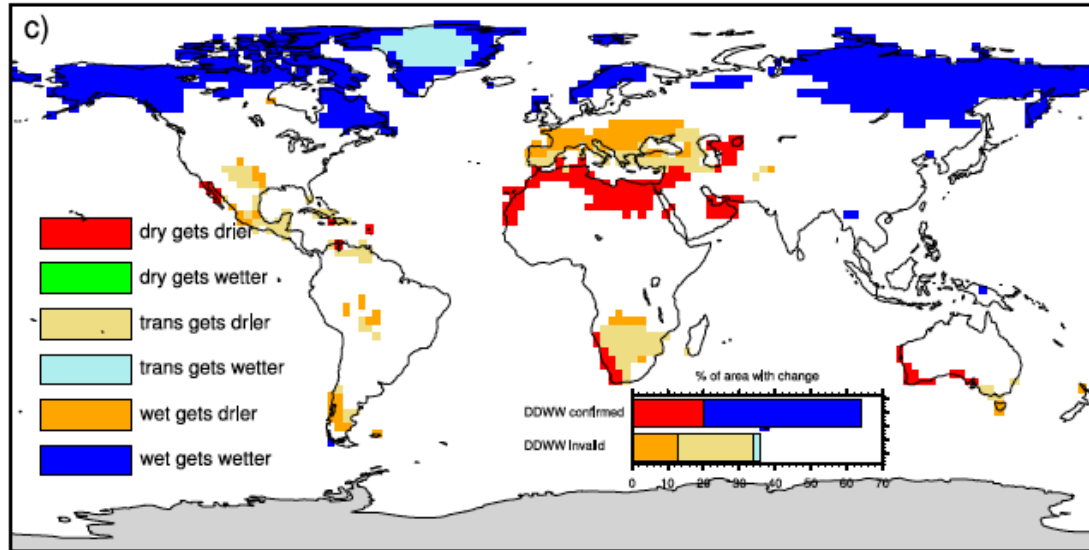 c)
dry gets drier
dry gets wetter
trans gets drier
trans gets wetter
wet gets drier
wet gets wetter
% of area with change
DDWW confirmed
DDWW Invalid
0 10 20 30 40 50 60 70